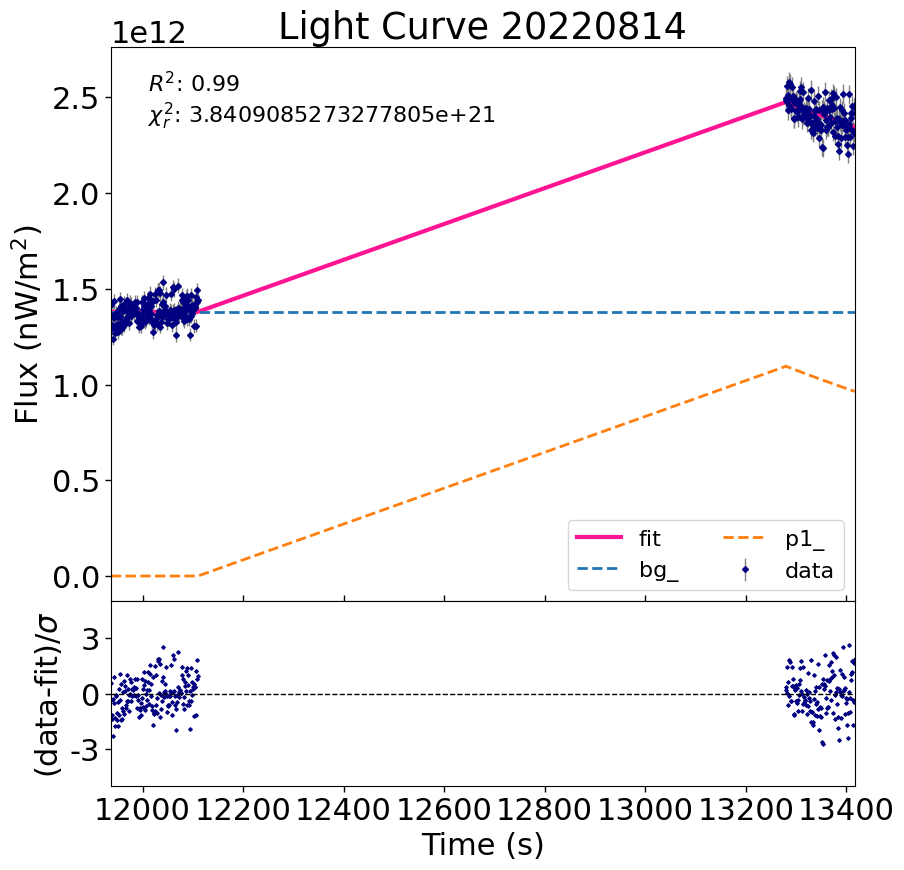 Light Curve 20220814
1e12
R²: 0.99
χ²ᵣ: 3.8409085273277805e+21
2.5
2.0
1.5
1.0
0.5
0.0
Flux (nW/m²)
fit
bg_
p1_
data
3
0
-3
(data-fit)/σ
12000 12200 12400 12600 12800 13000 13200 13400
Time (s)